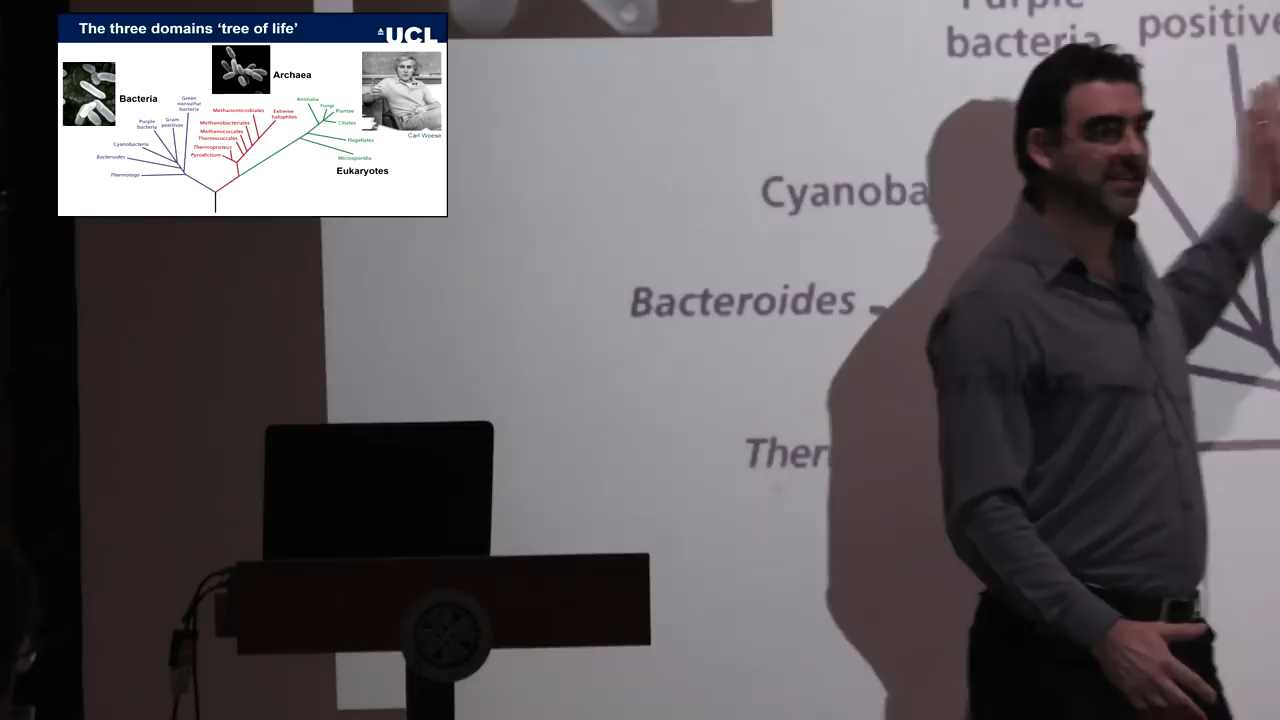 The three domains ‘tree of life’
UCL
Archaea
Bacteria
Green
nonsulfur
bacteria
Purple
bacteria
Gram
positives
Cyanobacteria
Bacteroides
Thermotoga
Methanomicrobiales
Extreme
halophiles
Methanobacteriales
Methanococcales
Thermococcales
Thermoproteus
Pyrodictium
Animalia
Fungi
Plantae
Ciliates
Flagellates
Microsporidia
Carl Woese
Eukaryotes
Purple
bacteria
positive
Cyanoba
Bacteroides
Ther